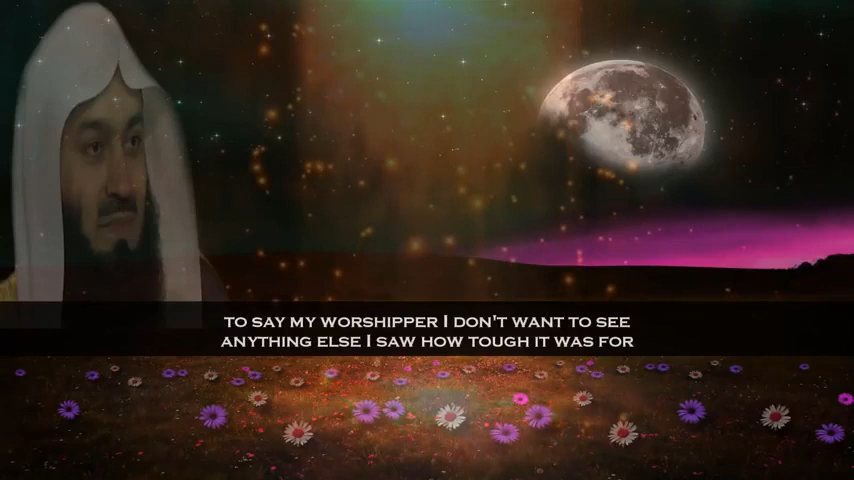 TO SAY MY WORSHIPPER I DON'T WANT TO SEE
ANYTHING ELSE I SAW HOW TOUGH IT WAS FOR